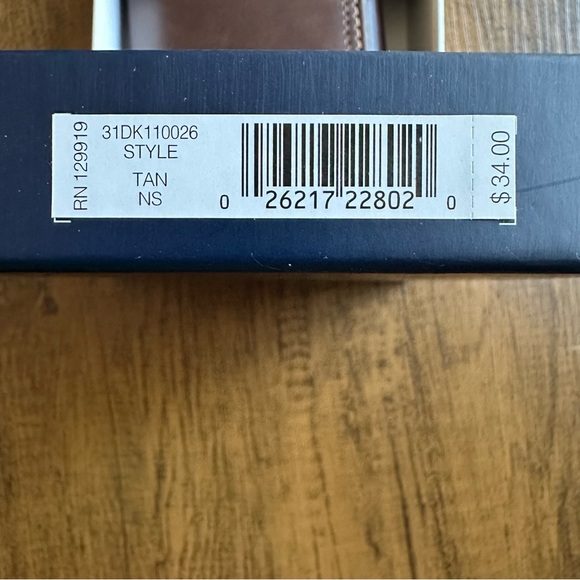 RN 129919
31DK110026
STYLE
TAN
NS
0 26217 22802 0
$34.00